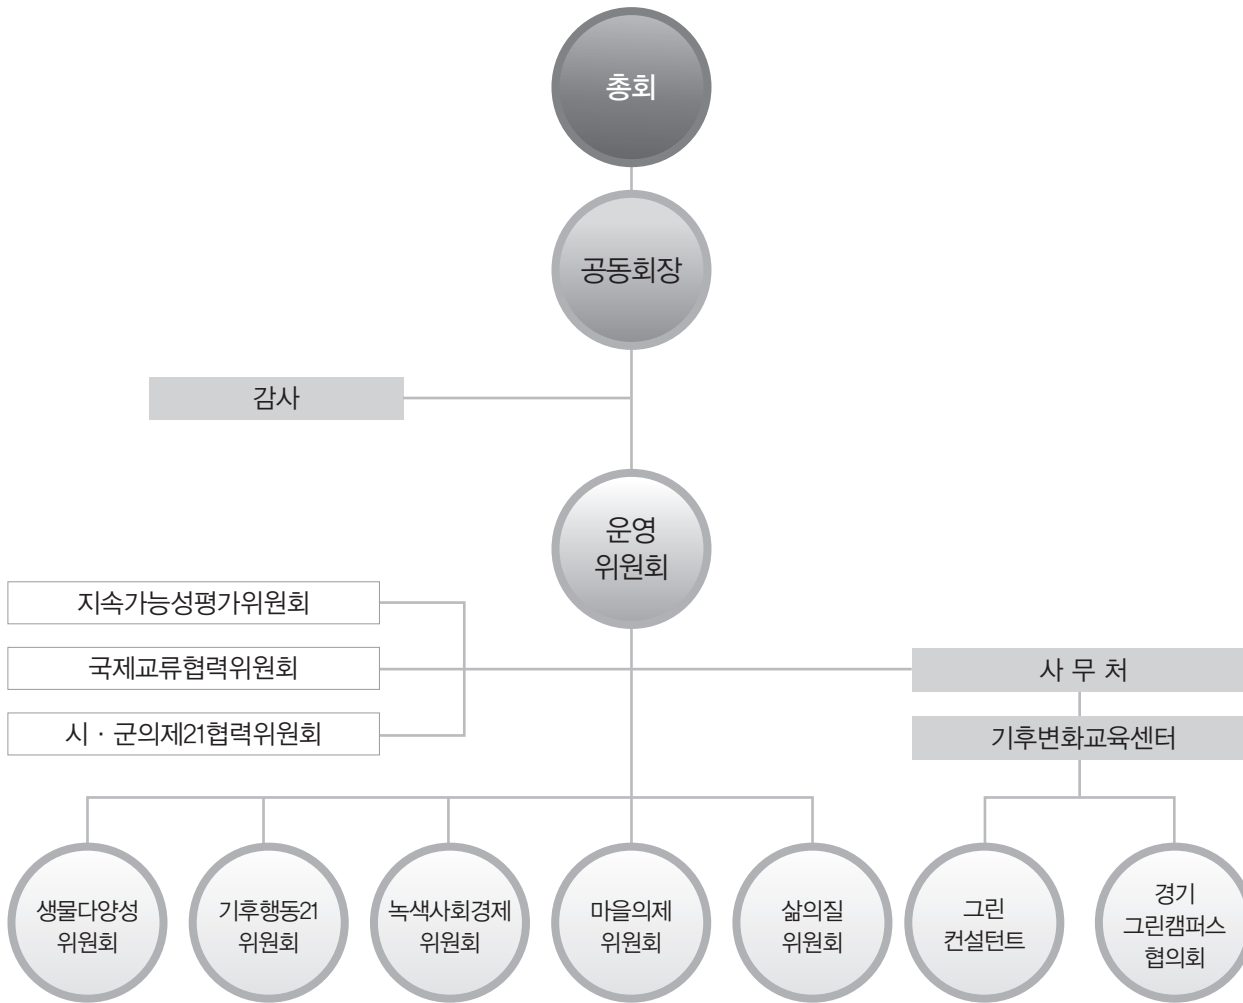 총회
공동회장
감사
운영
위원회
지속가능성평가위원회
국제교류협력위원회
시 · 군의제21협력위원회
사 무 처
기후변화교육센터
생물다양성
위원회
기후행동21
위원회
녹색사회경제
위원회
마을의제
위원회
삶의질
위원회
그린
컨설턴트
경기
그린캠퍼스
협의회